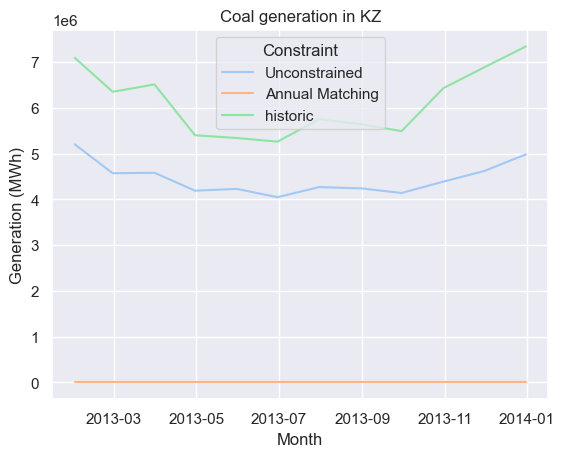 Coal generation in KZ
1e6
Constraint
Unconstrained
Annual Matching
historic
7
6
5
4
3
2
1
0
Generation (MWh)
2013-03 2013-05 2013-07 2013-09 2013-11 2014-01
Month